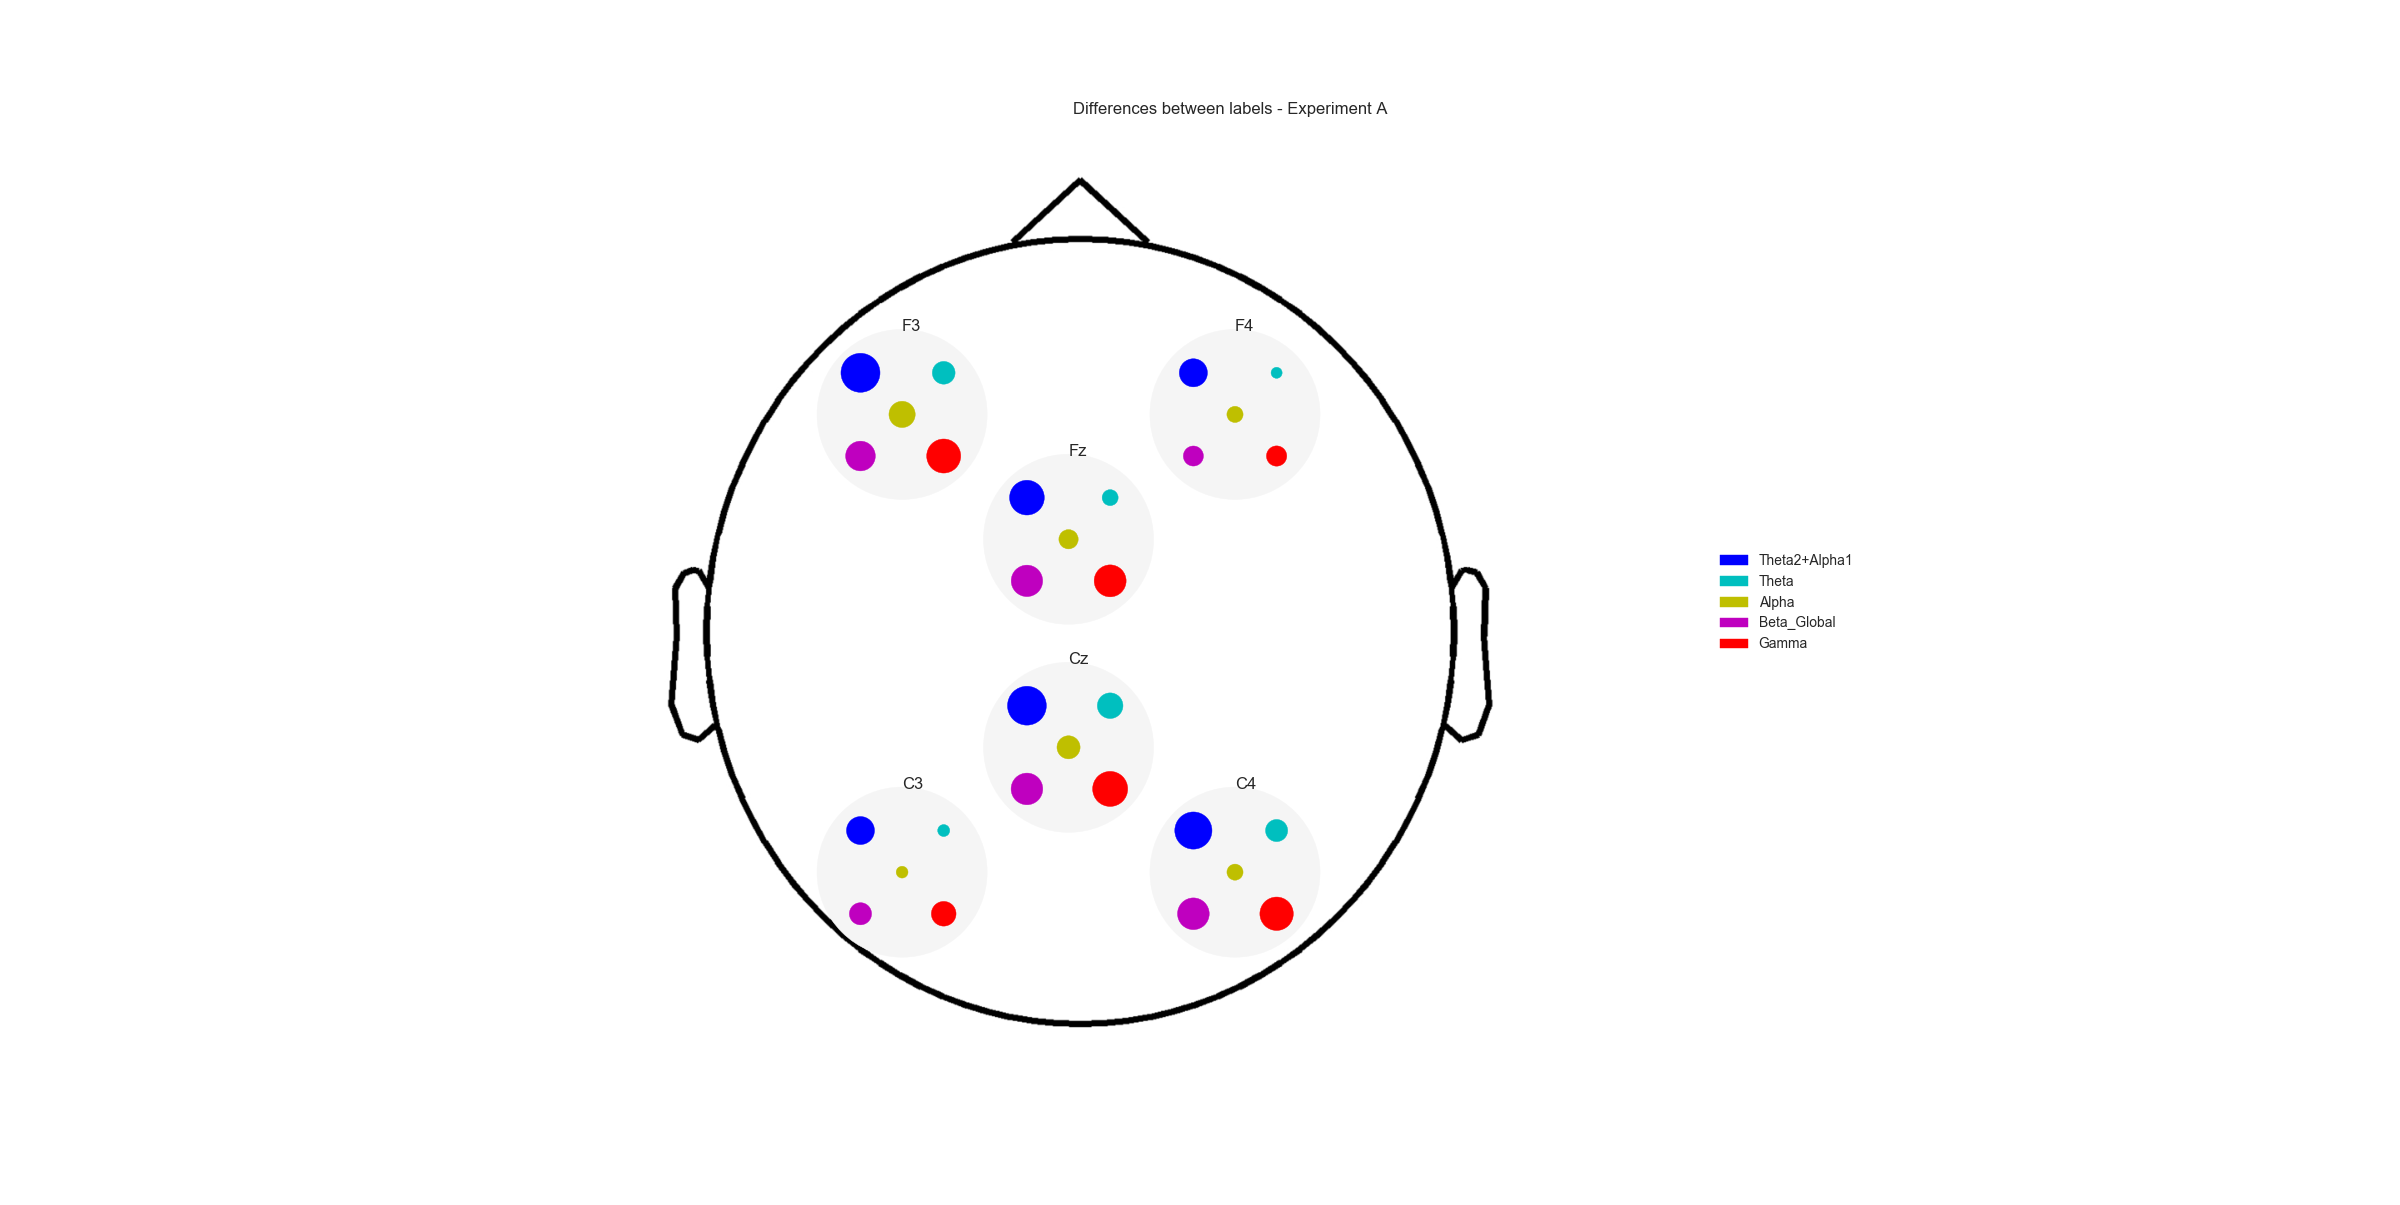 Differences between labels - Experiment A
F3
F4
Fz
Cz
C3
C4
Theta2+Alpha1
Theta
Alpha
Beta_Global
Gamma